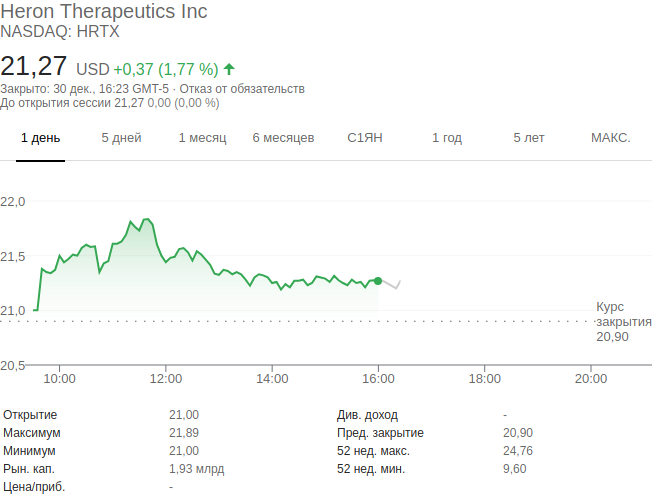 Heron Therapeutics Inc
NASDAQ: HRTX
21,27 USD +0,37 (1,77 %)
Закрыто: 30 дек., 16:23 GMT-5 · Отказ от обязательств
До открытия сессии 21,27 0,00 (0,00 %)
1 день 5 дней 1 месяц 6 месяцев С1ЯН 1 год 5 лет МАКС.
22,0
21,5
21,0
20,5
Курс
закрытия
20,90
10:00 12:00 14:00 16:00 18:00 20:00
Открытие 21,00 Див. доход -
Максимум 21,89 Пред. закрытие 20,90
Минимум 21,00 52 нед. макс. 24,76
Рын. кап. 1,93 млрд 52 нед. мин. 9,60
Цена/приб. -